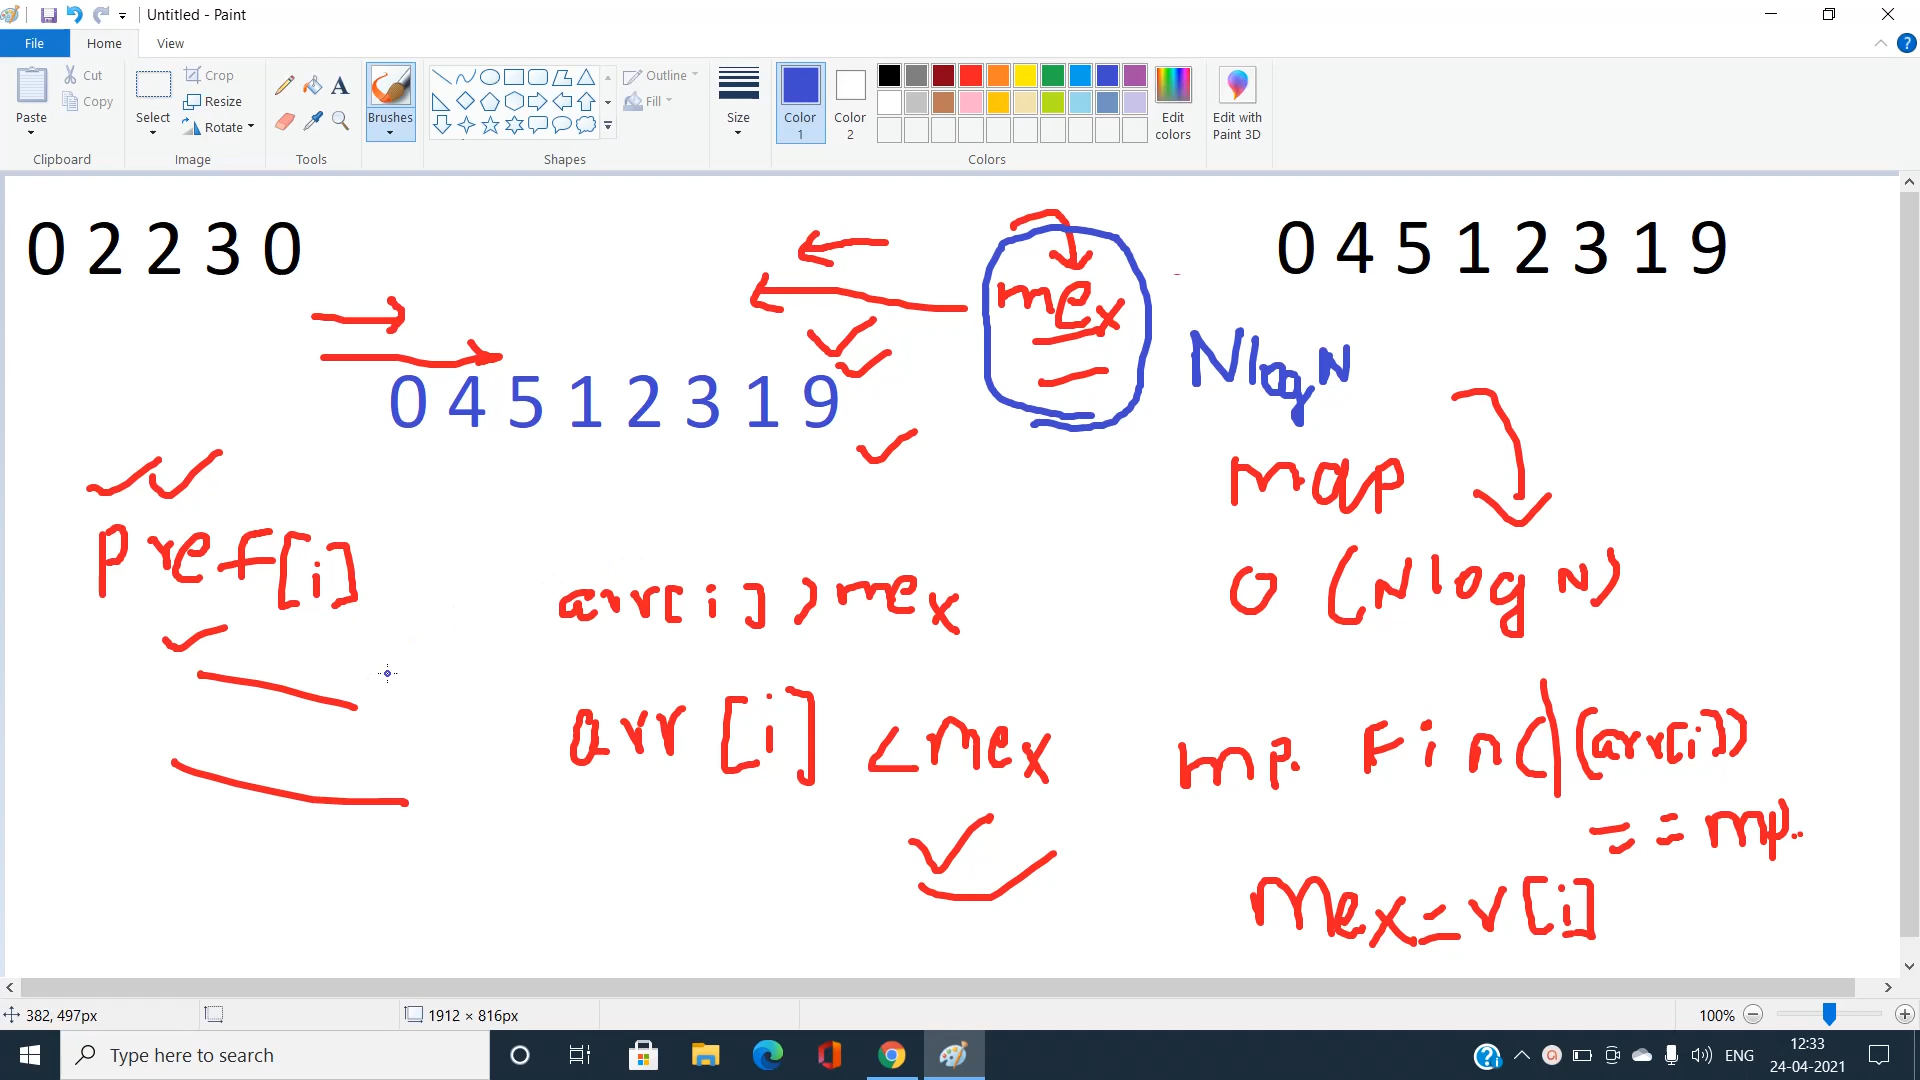 Untitled - Paint
File Home View
Paste
Cut
Copy
Clipboard
Select
Crop
Resize
Rotate
Image
Tools
Brushes
Shapes
Outline
Fill
Size
Color 1
Color 2
Colors
Edit colors
Edit with Paint 3D
0 2 2 3 0
mex
0 4 5 1 2 3 1 9
NlogN
0 4 5 1 2 3 1 9
map
pref[i]
arr[i] > mex
O (NlogN)
arr[i] < mex
mp. Find (arr[i])
== mp.
Mex = v[i]
382, 497px
1912 × 816px
100%
Type here to search
ENG
12:33
24-04-2021